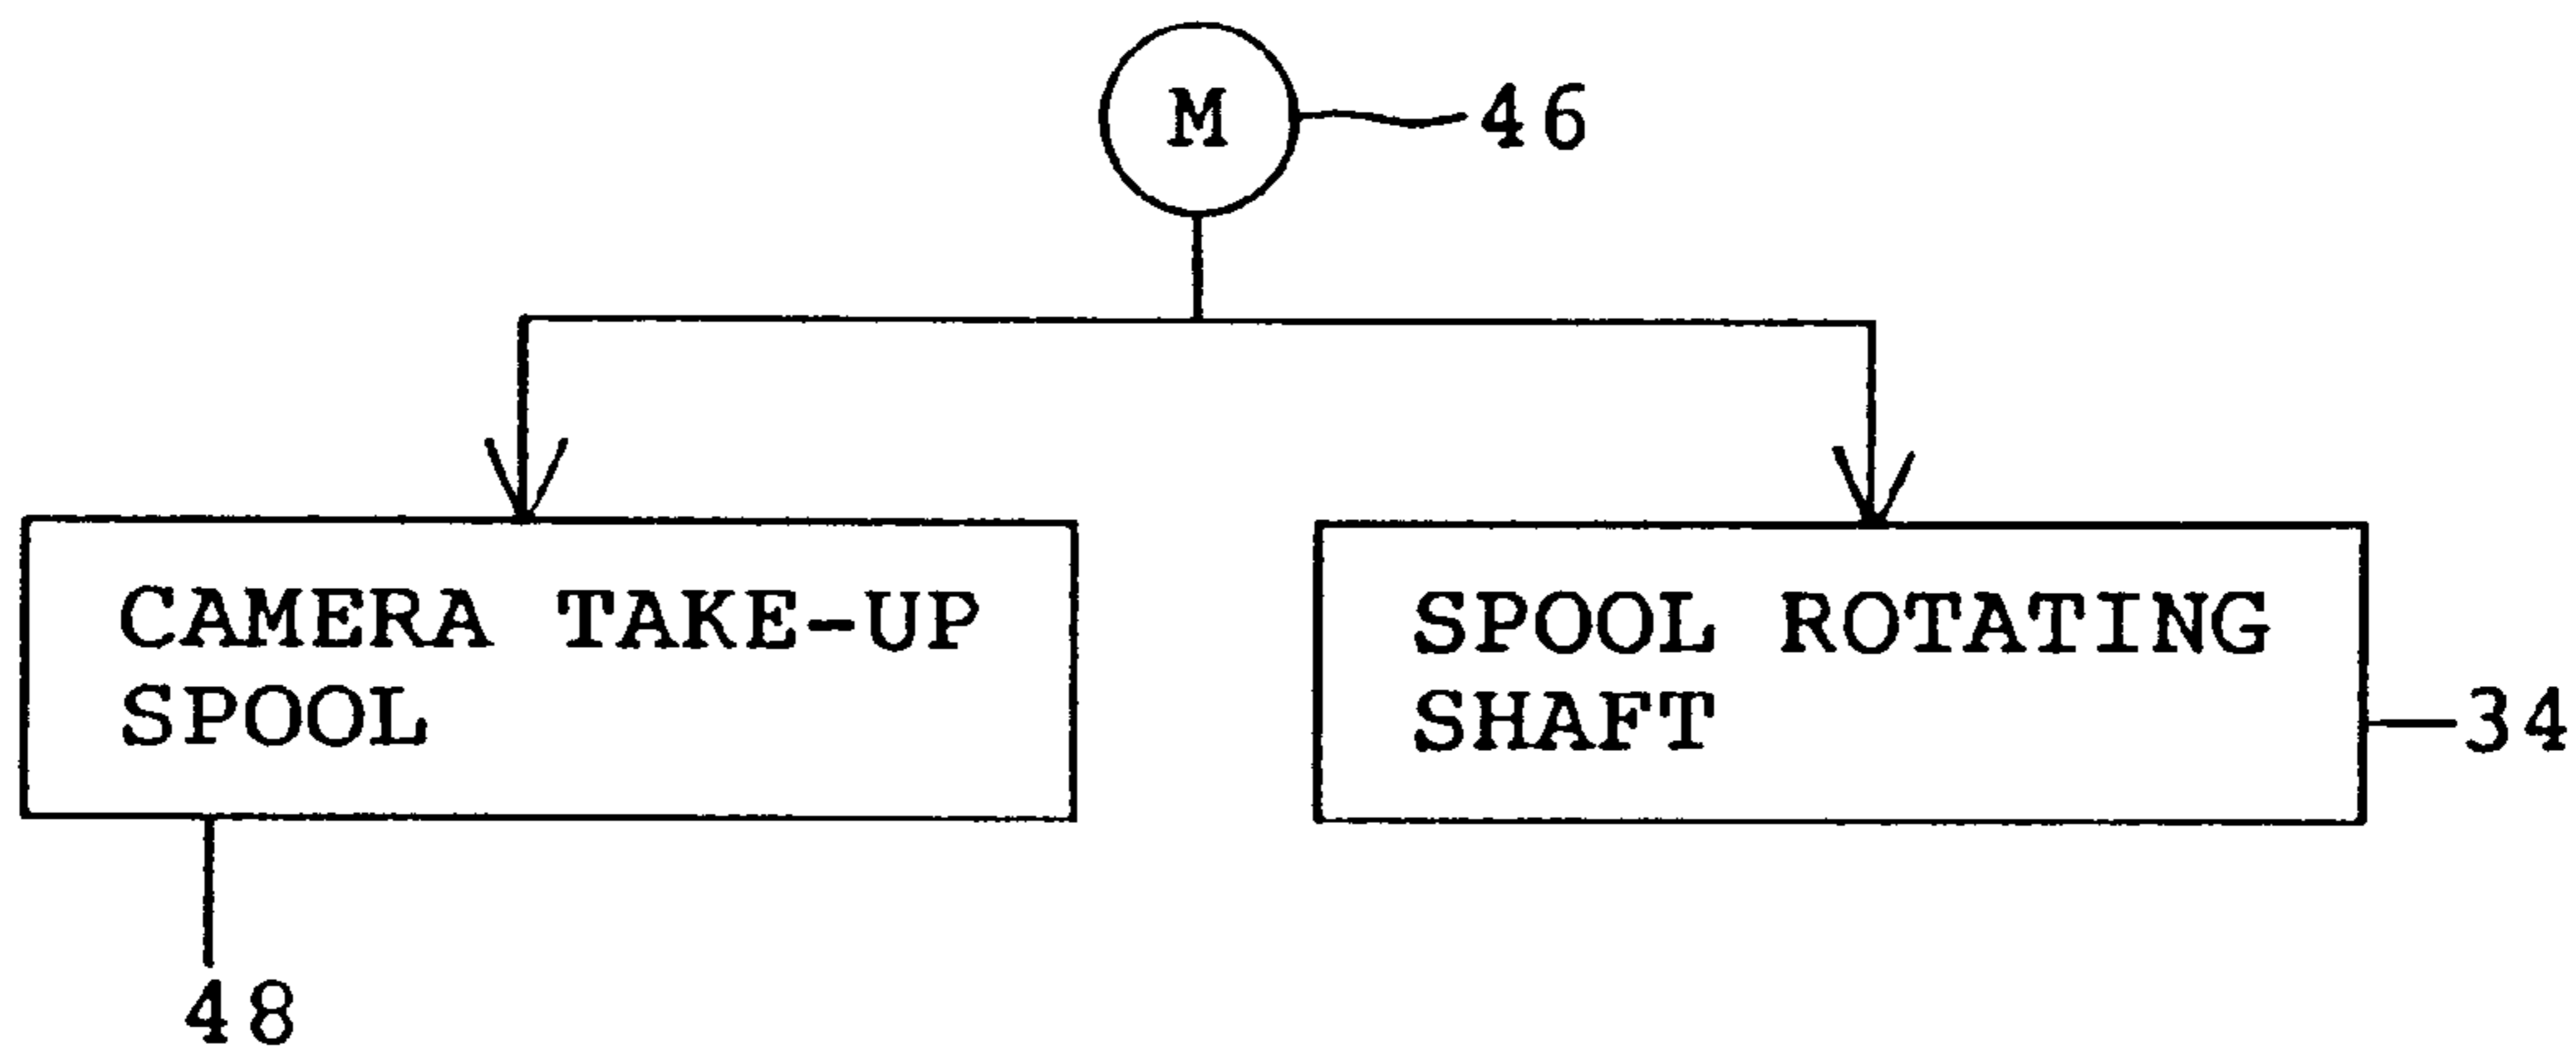 M
46
CAMERA TAKE-UP
SPOOL
SPOOL ROTATING
SHAFT
34
48